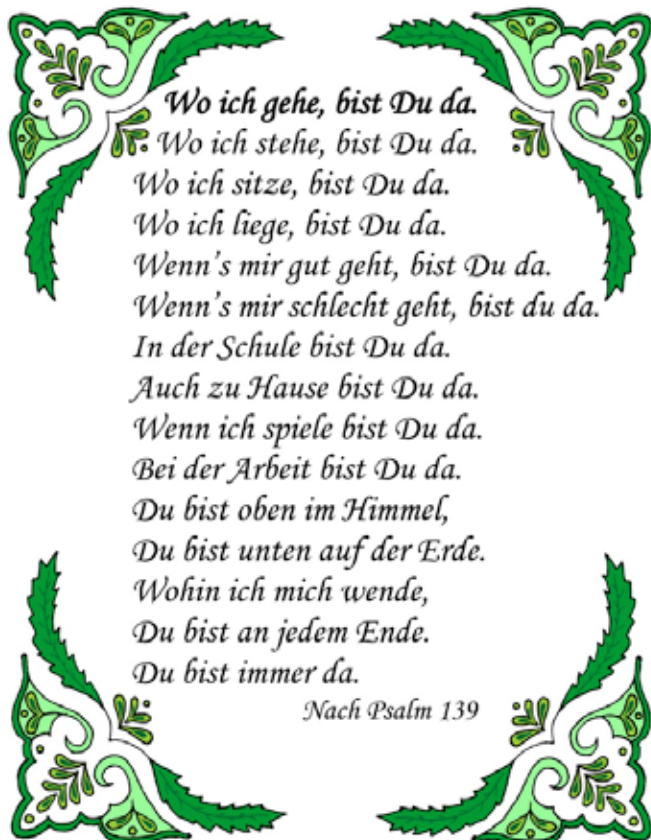 Wo ich gehe, bist Du da.
Wo ich stehe, bist Du da.
Wo ich sitze, bist Du da.
Wo ich liege, bist Du da.
Wenn's mir gut geht, bist Du da.
Wenn's mir schlecht geht, bist du da.
In der Schule bist Du da.
Auch zu Hause bist Du da.
Wenn ich spiele bist Du da.
Bei der Arbeit bist Du da.
Du bist oben im Himmel,
Du bist unten auf der Erde.
Wohin ich mich wende,
Du bist an jedem Ende.
Du bist immer da.
Nach Psalm 139